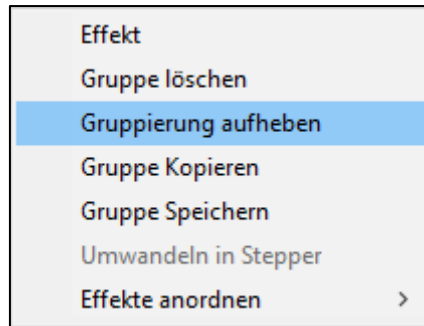 Effekt
Gruppe löschen
Gruppierung aufheben
Gruppe Kopieren
Gruppe Speichern
Umwandeln in Stepper
Effekte anordnen